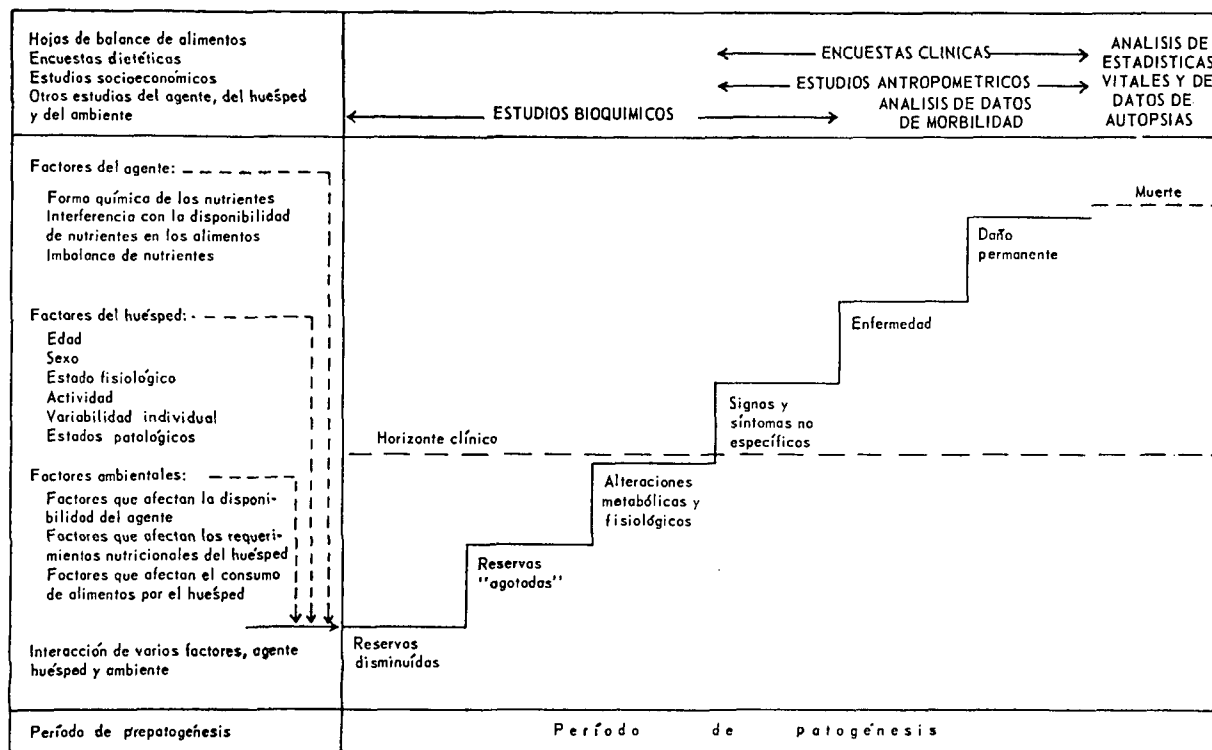 Hojas de balance de alimentos
Encuestas dietéticas
Estudios socioeconómicos
Otros estudios del agente, del huésped
y del ambiente
ENCUESTAS CLINICAS
ESTUDIOS ANTROPOMETRICOS
ESTUDIOS BIOQUIMICOS
ANALISIS DE DATOS
DE MORBILIDAD
ANALISIS DE
ESTADISTICAS
VITALES Y DE
DATOS DE
AUTOPSIAS
Factores del agente:
Forma química de los nutrientes
Interferencia con la disponibilidad
de nutrientes en los alimentos
Imbalance de nutrientes
Factores del huésped:
Edad
Sexo
Estado fisiológico
Actividad
Variabilidad individual
Estados patológicos
Factores ambientales:
Factores que afectan la disponi-
bilidad del agente
Factores que afectan los requeri-
mientos nutricionales del huésped
Factores que afectan el consumo
de alimentos por el huésped
Interacción de varios factores, agente
huésped y ambiente
Muerte
Daño
permanente
Enfermedad
Signos y
síntomas no
específicos
Horizonte clínico
Alteraciones
metabólicas y
fisiológicos
Reservas
"agotadas"
Reservas
disminuídas
Período de prepatogénesis
Período de patogénesis